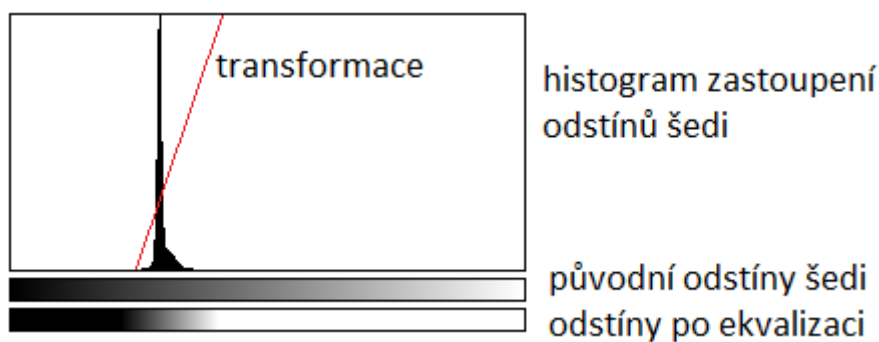 transformace
histogram zastoupení
odstínů šedi
původní odstíny šedi
odstíny po ekvalizaci